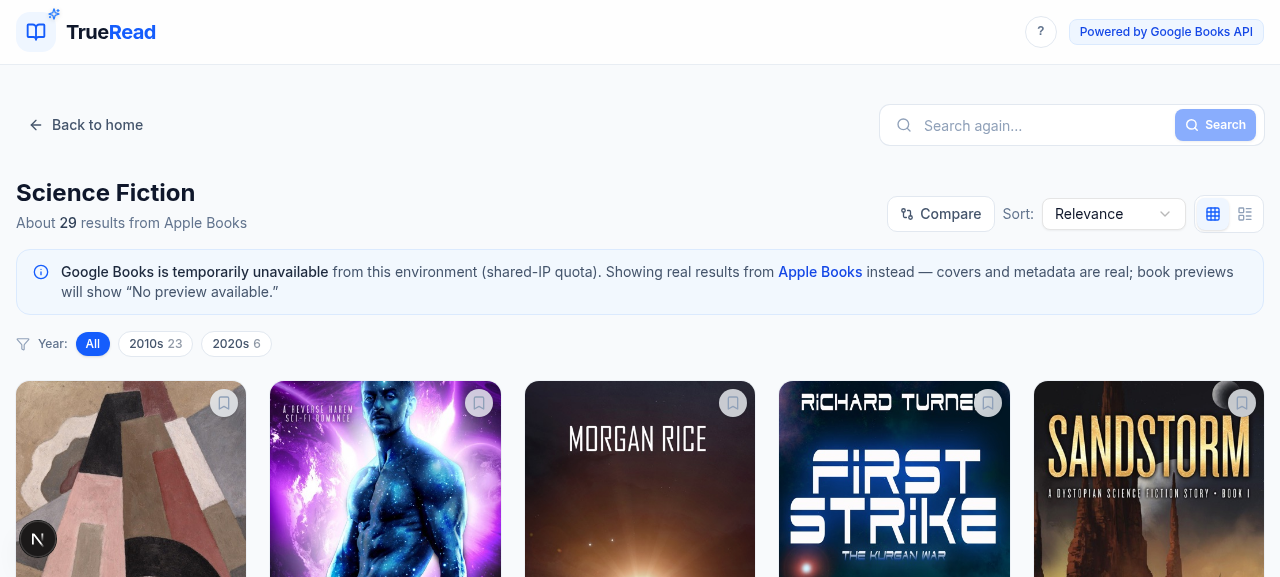 TrueRead
?
Powered by Google Books API
Back to home
Search again...
Search
Science Fiction
About 29 results from Apple Books
Compare
Sort:
Relevance
Google Books is temporarily unavailable from this environment (shared-IP quota). Showing real results from Apple Books instead — covers and metadata are real; book previews
will show “No preview available.”
Year:
All
2010s 23
2020s 6
A REVERSE HAREM
SCI-FI ROMANCE
MORGAN RICE
RICHARD TURNE
FIRST
STRIKE
THE KURGAN WAR
SANDSTORM
A DYSTOPIAN SCIENCE FICTION STORY • BOOK 1
N